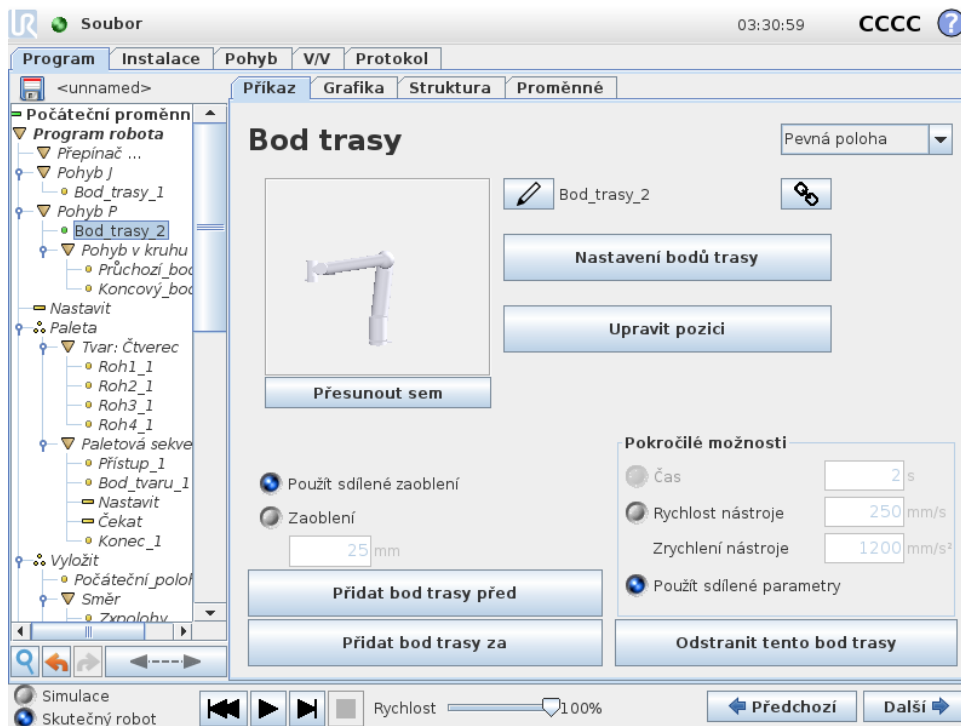 UR Soubor 03:30:59 CCCC ?
Program Instalace Pohyb V/V Protokol
<unnamed> Příkaz Grafika Struktura Proměnné
Počáteční proměnn
Program robota
Přepínač ...
Pohyb J
Bod_trasy_1
Pohyb P
Bod_trasy_2
Pohyb v kruhu
Průchozí_bod
Koncový_bod
Nastavit
Paleta
Tvar: Čtverec
Roh1_1
Roh2_1
Roh3_1
Roh4_1
Paletová sekve
Přístup_1
Bod_tvaru_1
Nastavit
Čekat
Konec_1
Vyložit
Počáteční_poloh
Směr
Zxpolohy
Bod trasy
Pevná poloha
Bod_trasy_2
Nastavení bodů trasy
Upravit pozici
Přesunout sem
Použít sdílené zaoblení
Zaoblení
25 mm
Pokročilé možnosti
Čas 2 s
Rychlost nástroje 250 mm/s
Zrychlení nástroje 1200 mm/s²
Použít sdílené parametry
Přidat bod trasy před
Přidat bod trasy za
Odstranit tento bod trasy
Simulace
Skutečný robot
Rychlost 100%
Předchozí
Další